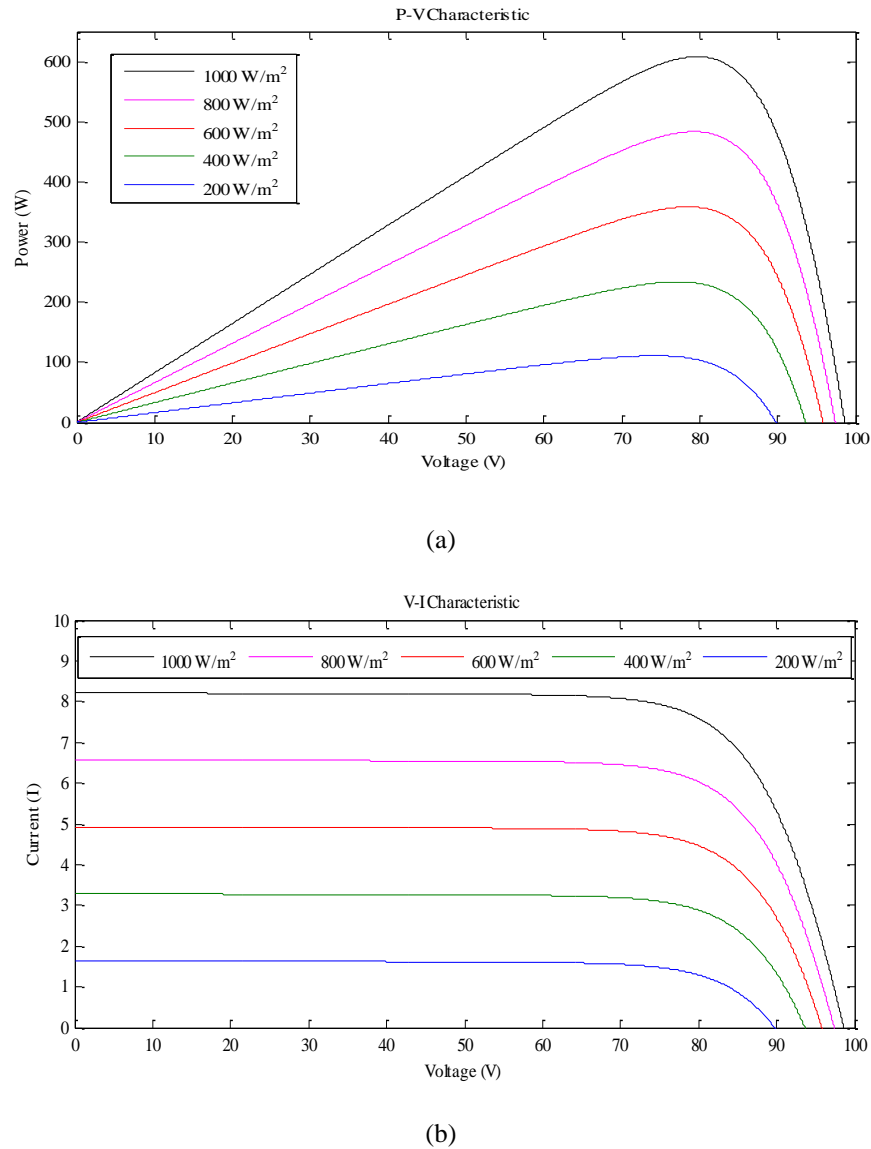 P-V Characteristic
600
500
400
300
200
100
0
Power (W)
1000 W/m²
800 W/m²
600 W/m²
400 W/m²
200 W/m²
0 10 20 30 40 50 60 70 80 90 100
Voltage (V)
(a)
V-I Characteristic
10
9
8
7
6
5
4
3
2
1
0
Current (I)
1000 W/m² 800 W/m² 600 W/m² 400 W/m² 200 W/m²
0 10 20 30 40 50 60 70 80 90 100
Voltage (V)
(b)